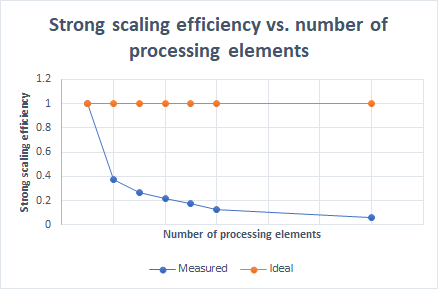 Strong scaling efficiency vs. number of
processing elements
1.2
1
0.8
0.6
0.4
0.2
0
Strong scaling efficiency
Number of processing elements
Measured
Ideal